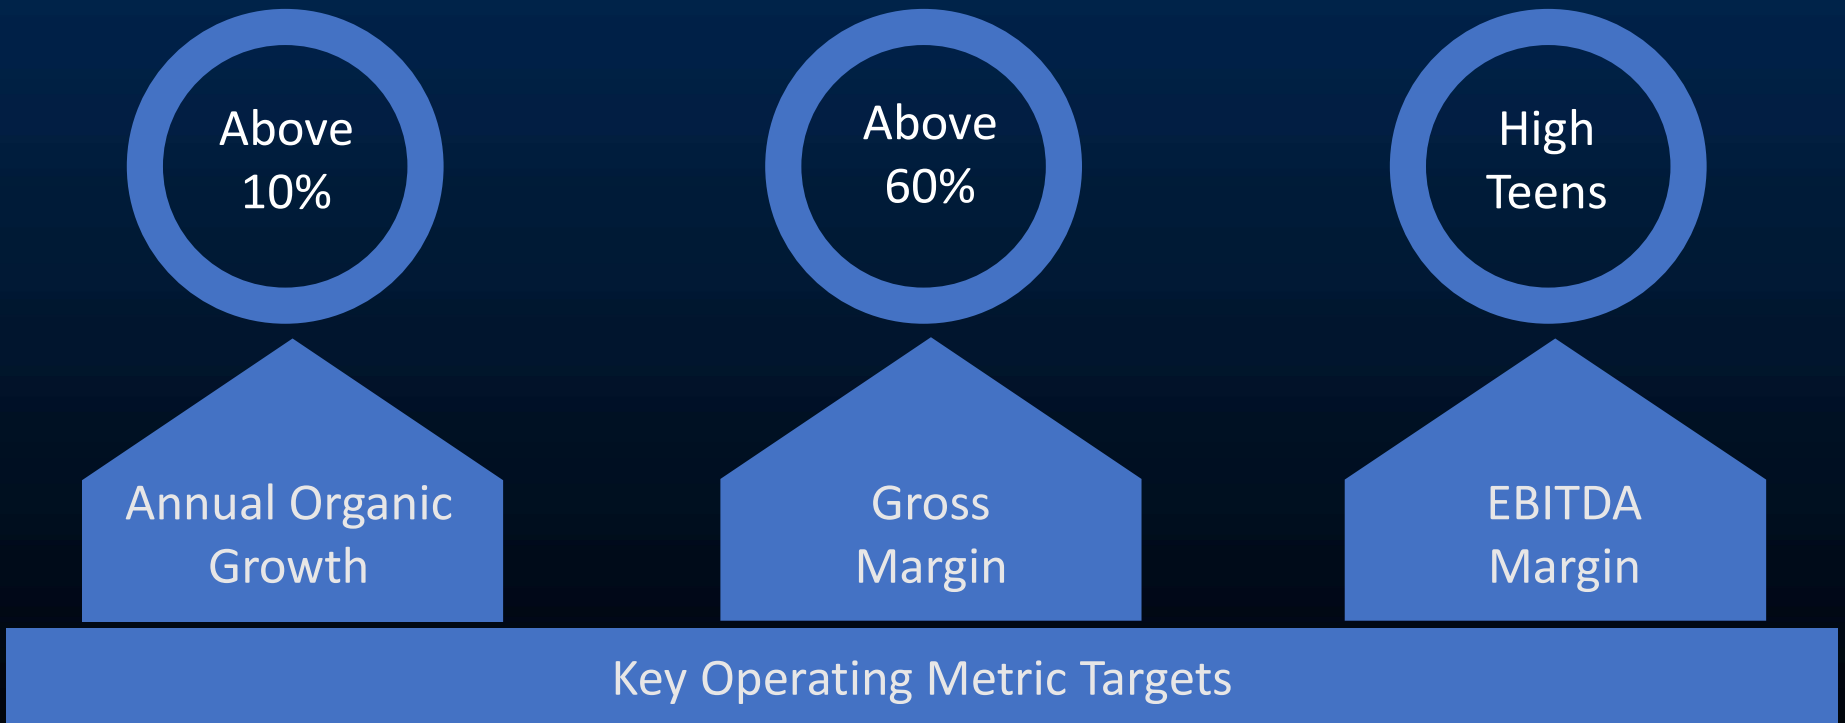 Above
10%
Above
60%
High
Teens
Annual Organic
Growth
Gross
Margin
EBITDA
Margin
Key Operating Metric Targets